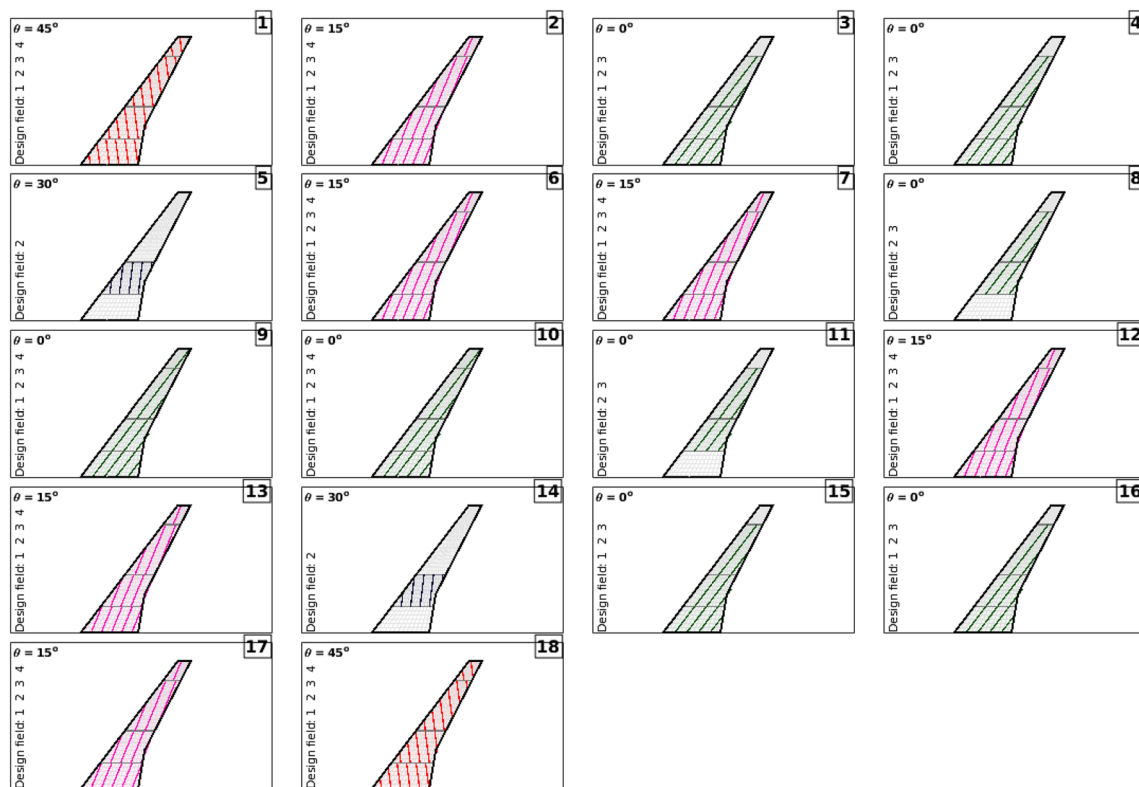 θ = 45° 1
Design field: 1 2 3 4
θ = 15° 2
Design field: 1 2 3 4
θ = 0° 3
Design field: 1 2 3
θ = 0° 4
Design field: 1 2 3
θ = 30° 5
Design field: 2
θ = 15° 6
Design field: 1 2 3 4
θ = 15° 7
Design field: 1 2 3 4
θ = 0° 8
Design field: 2 3
θ = 0° 9
Design field: 1 2 3 4
θ = 0° 10
Design field: 1 2 3 4
θ = 0° 11
Design field: 2 3
θ = 15° 12
Design field: 1 2 3 4
θ = 15° 13
Design field: 1 2 3 4
θ = 30° 14
Design field: 2
θ = 0° 15
Design field: 1 2 3
θ = 0° 16
Design field: 1 2 3
θ = 15° 17
Design field: 1 2 3 4
θ = 45° 18
Design field: 1 2 3 4